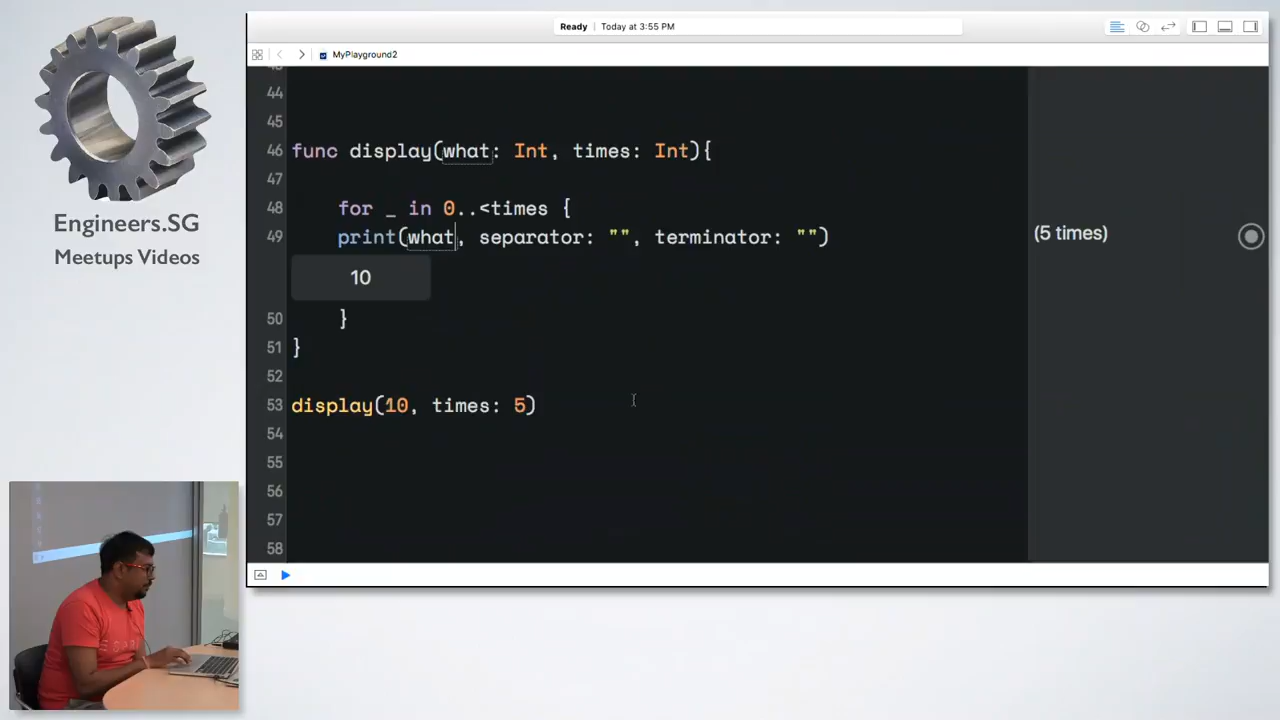 Ready | Today at 3:55 PM
MyPlayground2
44
45
46 func display(what: Int, times: Int){
47
48 for _ in 0..<times {
49 print(what, separator: "", terminator: "") (5 times)
10
50 }
51 }
52
53 display(10, times: 5)
54
55
56
57
58
Engineers.SG
Meetups Videos